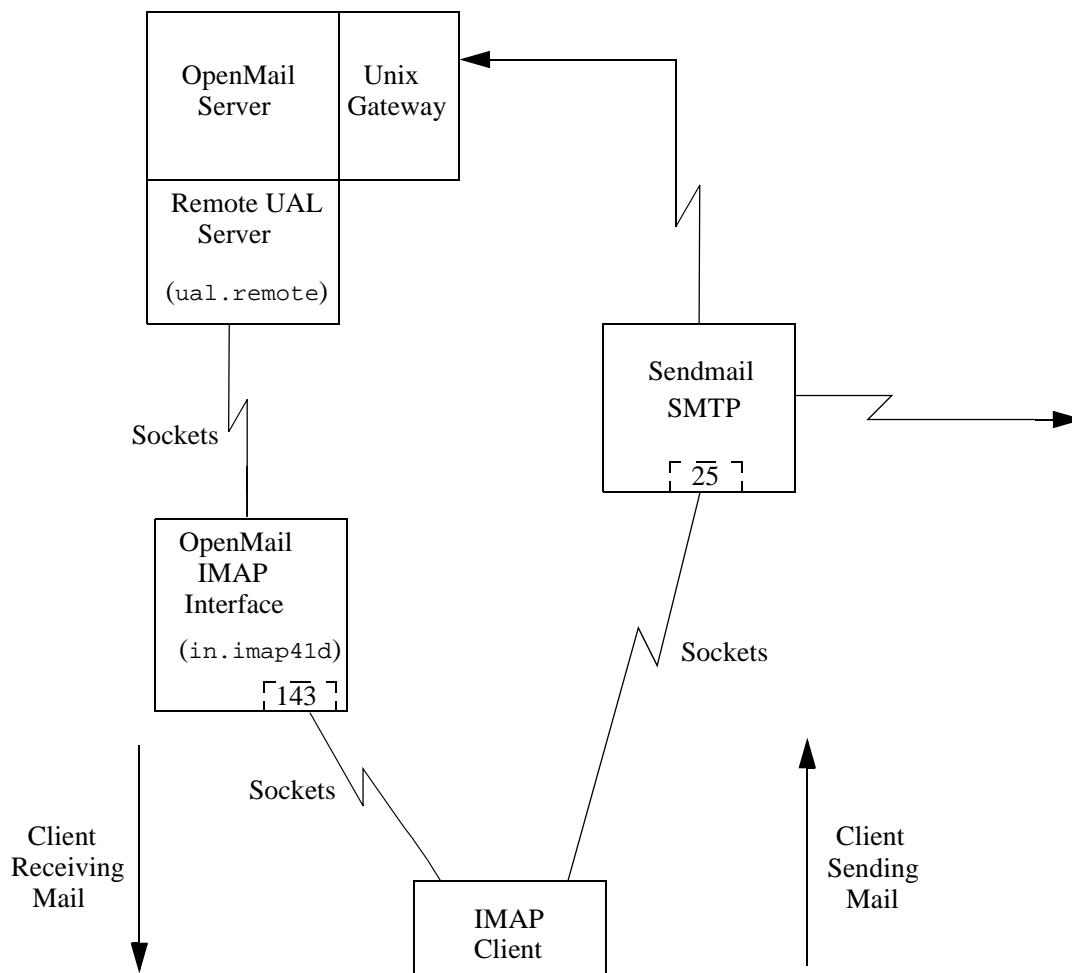 OpenMail
Server
Unix
Gateway
Remote UAL
Server
(ual.remote)
Sendmail
SMTP
25
Sockets
OpenMail
IMAP
Interface
(in.imap41d)
143
Sockets
Sockets
Client
Receiving
Mail
Client
Sending
Mail
IMAP
Client